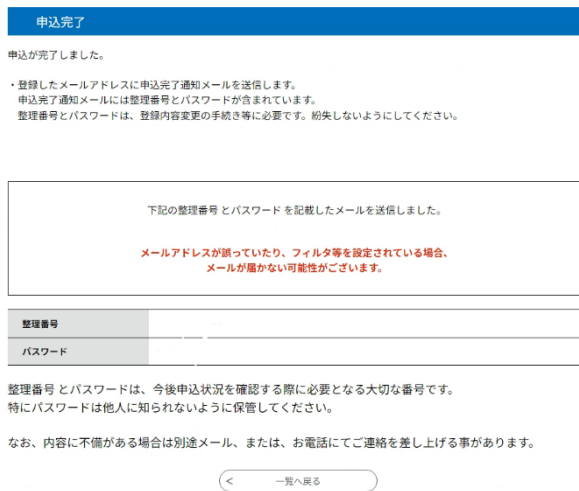 申込完了
申込が完了しました。
・登録したメールアドレスに申込完了通知メールを送信します。
申込完了通知メールには整理番号とパスワードが含まれています。
整理番号とパスワードは、登録内容変更の手続き等に必要です。紛失しないようにしてください。
下記の整理番号 とパスワード を記載したメールを送信しました。
メールアドレスが誤っていたり、フィルタ等を設定されている場合、
メールが届かない可能性がございます。
整理番号
パスワード
整理番号 とパスワードは、今後申込状況を確認する際に必要となる大切な番号です。
特にパスワードは他人に知られないように保管してください。
なお、内容に不備がある場合は別途メール、または、お電話にてご連絡を差し上げる事があります。
< 一覧へ戻る